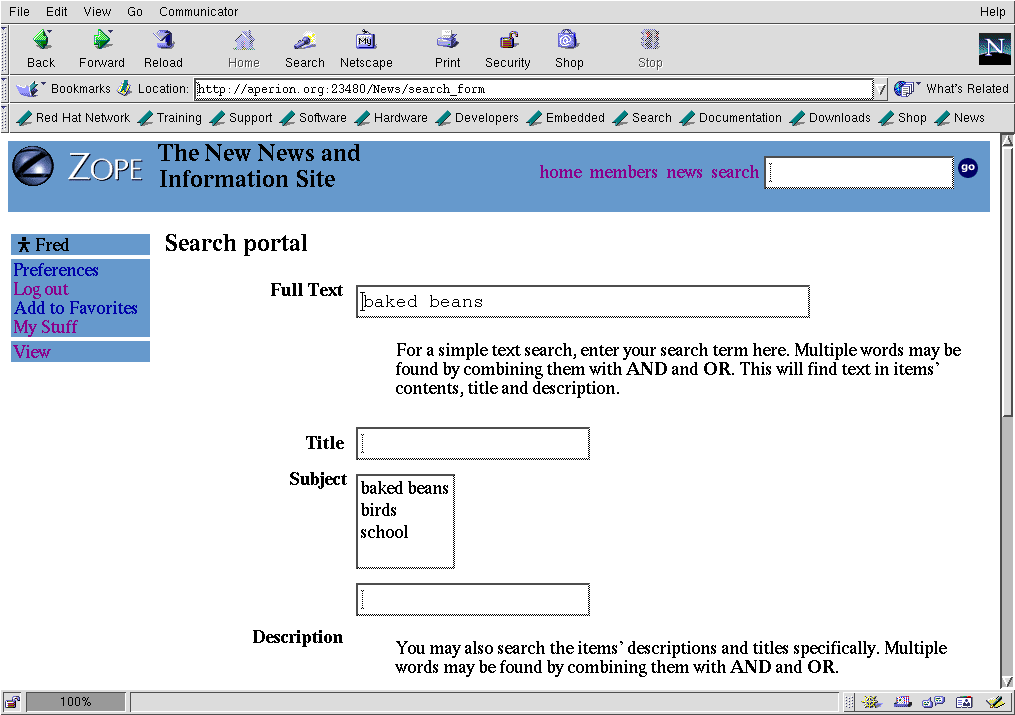 File Edit View Go Communicator Help
Back Forward Reload Home Search Netscape Print Security Shop Stop
My
N
Bookmarks Location: http://aperion.org:23480/News/search_form What's Related
Red Hat Network Training Support Software Hardware Developers Embedded Search Documentation Downloads Shop News
ZOPE
The New News and
Information Site
home members news search go
Fred
Preferences
Log out
Add to Favorites
My Stuff
View
Search portal
Full Text baked beans
For a simple text search, enter your search term here. Multiple words may be
found by combining them with AND and OR. This will find text in items’
contents, title and description.
Title
Subject
baked beans
birds
school
Description
You may also search the items’ descriptions and titles specifically. Multiple
words may be found by combining them with AND and OR.
100%